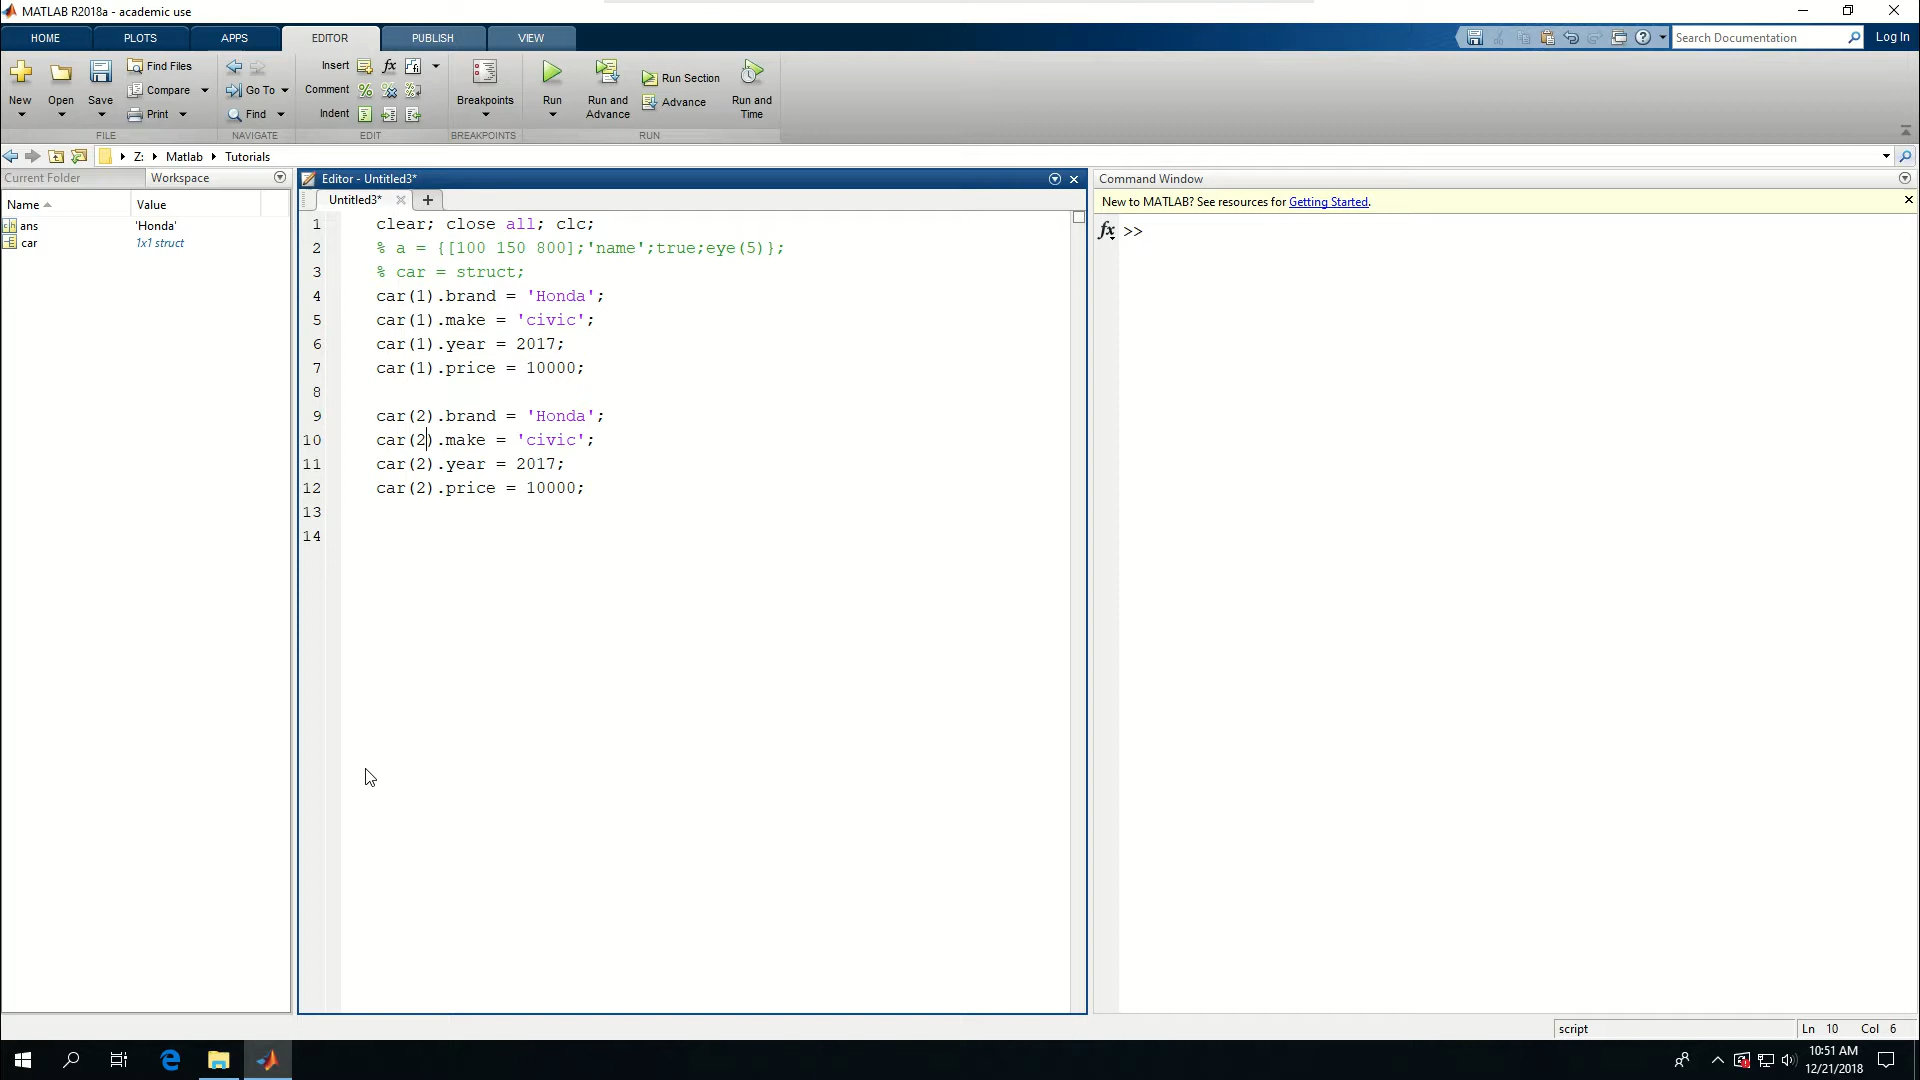 MATLAB R2018a - academic use
HOME PLOTS APPS EDITOR PUBLISH VIEW Search Documentation Log In
New Open Save Find Files Compare Print
FILE
Go To Find
NAVIGATE
Insert fx
Comment % %
Indent
EDIT
Breakpoints
BREAKPOINTS
Run Run and Advance Run Section Advance Run and Time
RUN
Z: Matlab Tutorials
Current Folder Workspace
Name Value
ans 'Honda'
car 1x1 struct
Editor - Untitled3*
Untitled3*
1 clear; close all; clc;
2 % a = {[100 150 800];'name';true;eye(5)};
3 % car = struct;
4 car(1).brand = 'Honda';
5 car(1).make = 'civic';
6 car(1).year = 2017;
7 car(1).price = 10000;
8
9 car(2).brand = 'Honda';
10 car(2).make = 'civic';
11 car(2).year = 2017;
12 car(2).price = 10000;
13
14
Command Window
New to MATLAB? See resources for Getting Started.
fx >>
script Ln 10 Col 6
10:51 AM
12/21/2018